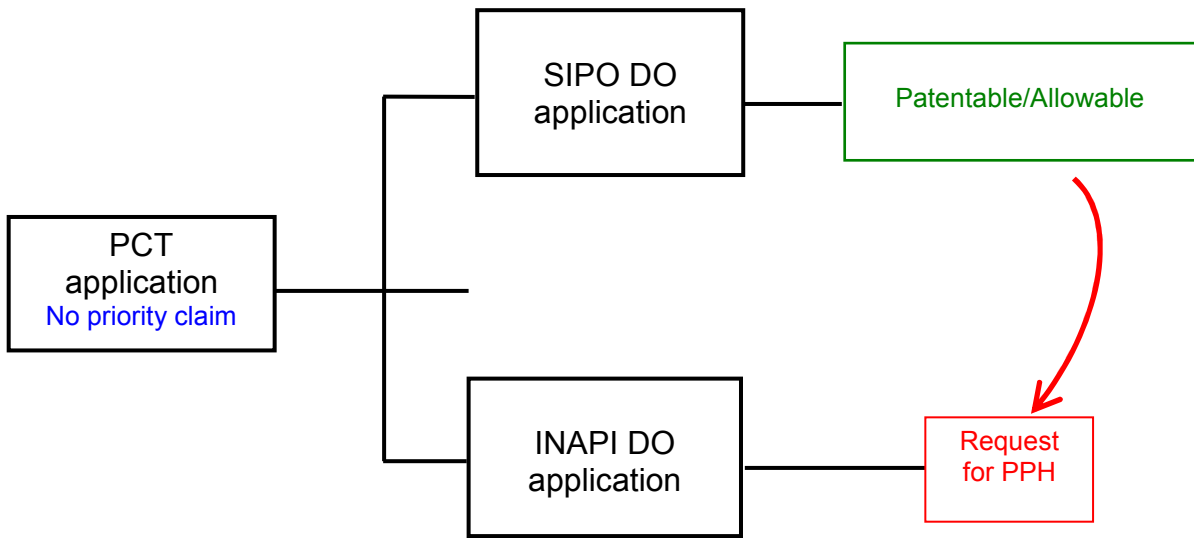 SIPO DO
application
Patentable/Allowable
PCT
application
No priority claim
INAPI DO
application
Request
for PPH